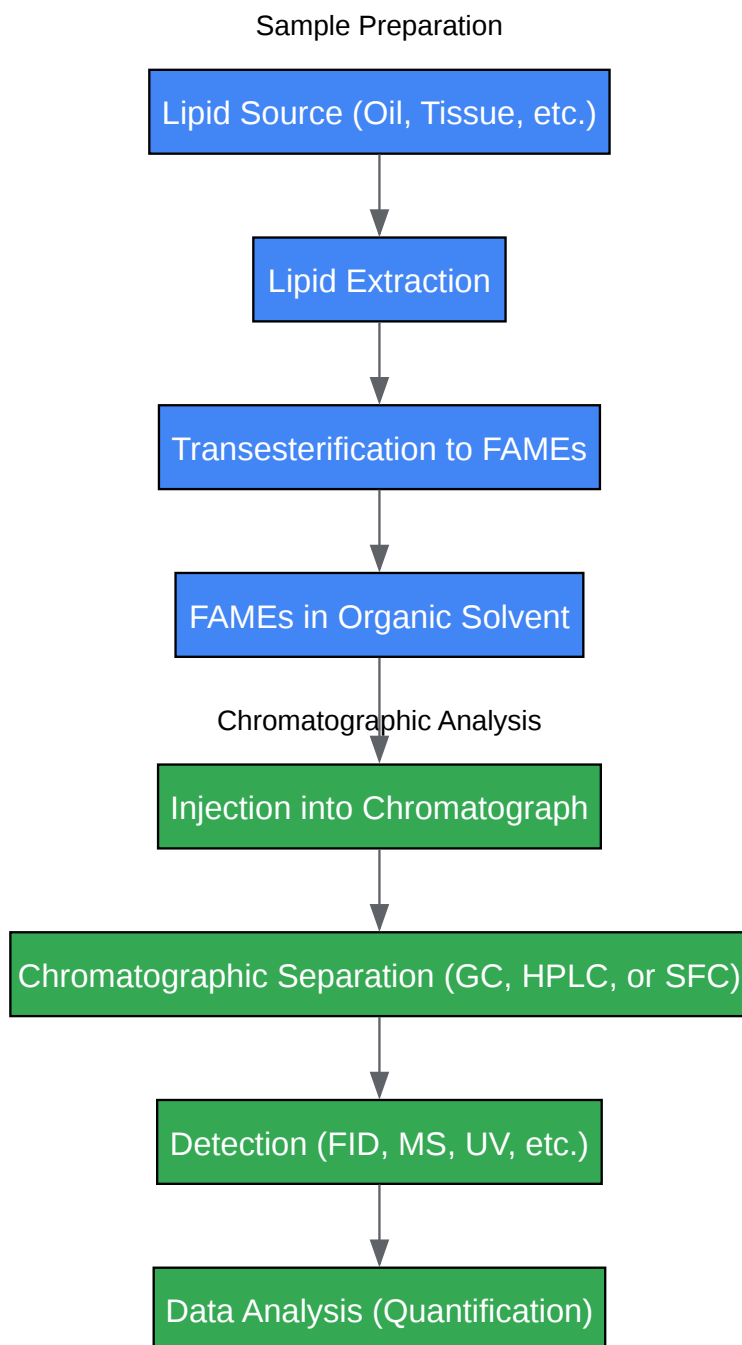 Sample Preparation
Lipid Source (Oil, Tissue, etc.)
Lipid Extraction
Transesterification to FAMEs
FAMEs in Organic Solvent
Chromatographic Analysis
Injection into Chromatograph
Chromatographic Separation (GC, HPLC, or SFC)
Detection (FID, MS, UV, etc.)
Data Analysis (Quantification)